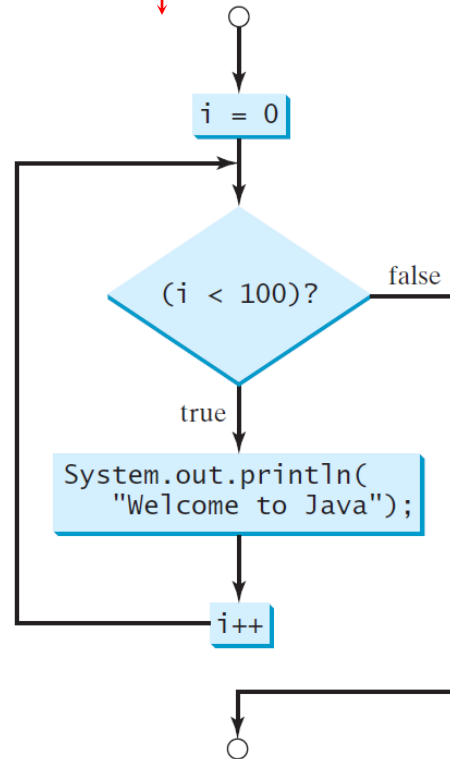 i = 0
(i < 100)?
false
true
System.out.println(
"Welcome to Java");
i++